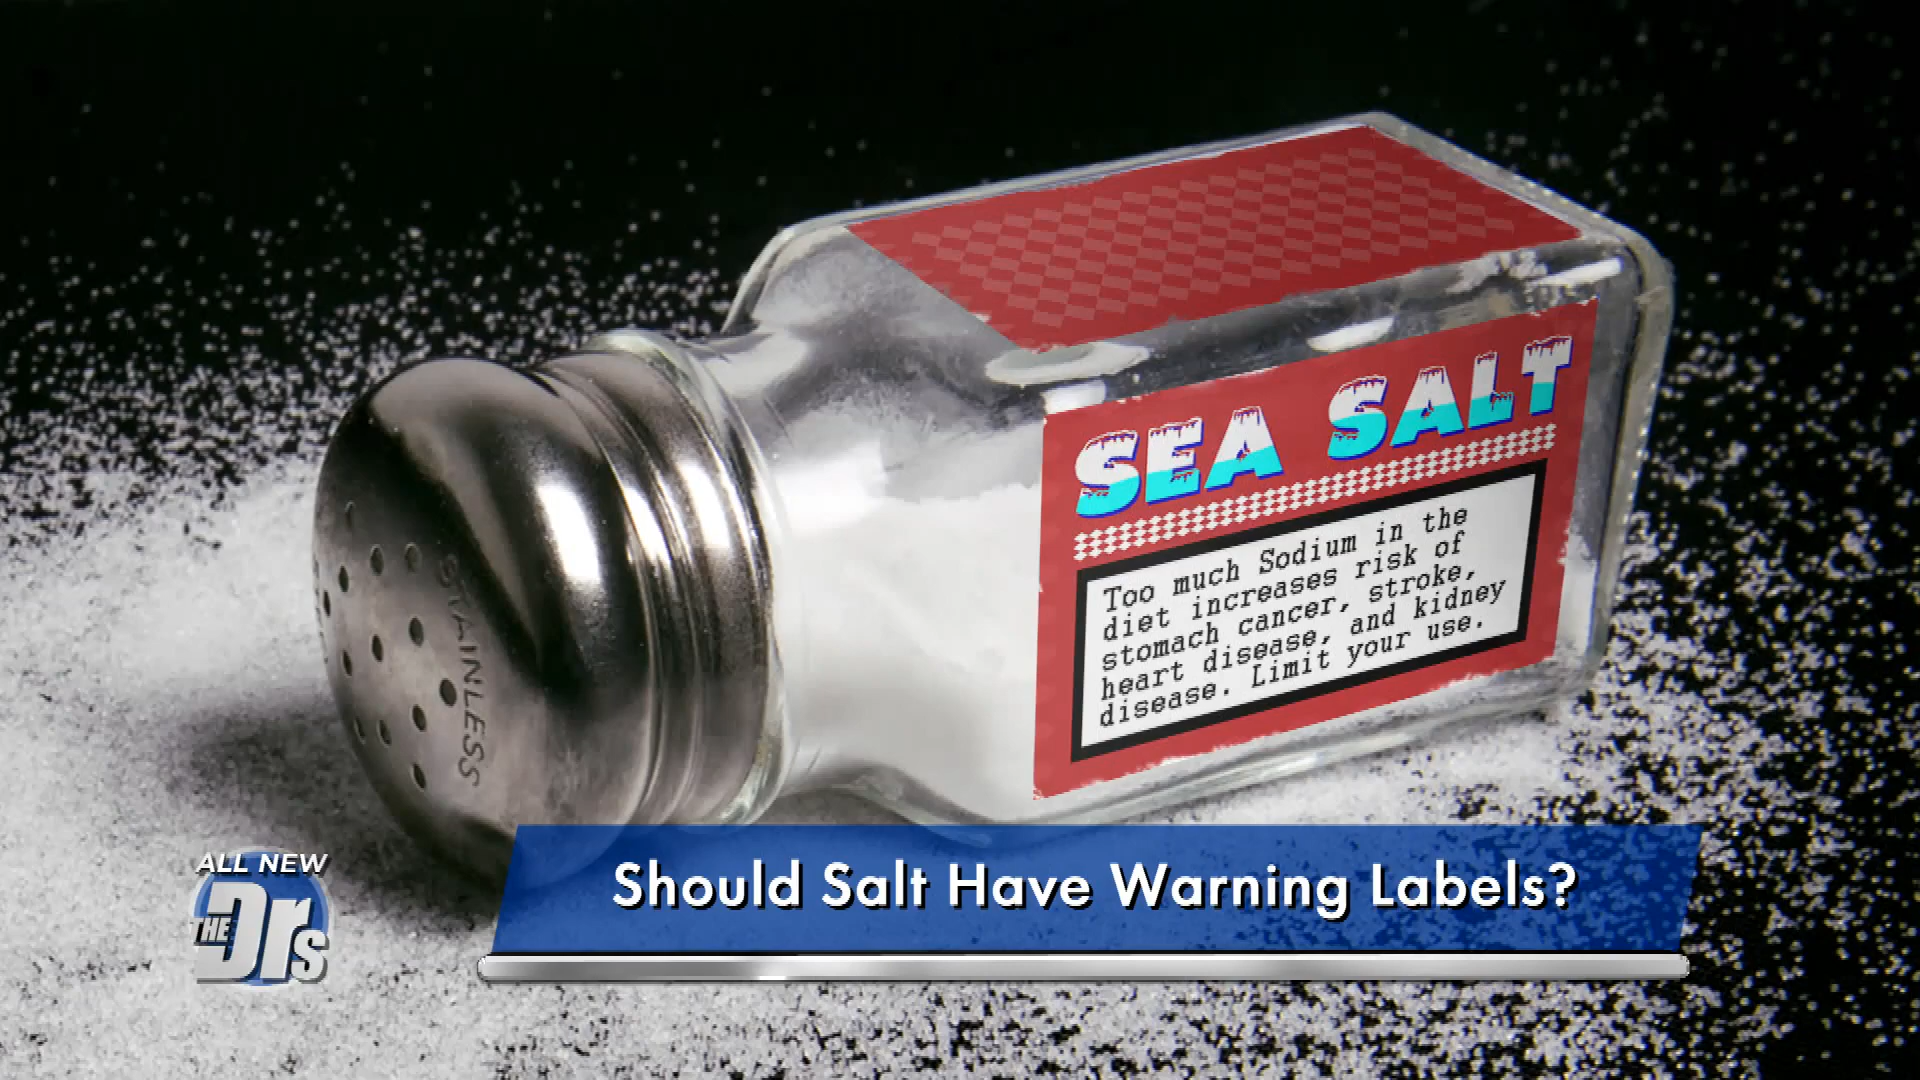 STAINLESS
SEA SALT
Too much Sodium in the
diet increases risk of
stomach cancer, stroke,
heart disease, and kidney
disease. Limit your use.
ALL NEW
THE Drs
Should Salt Have Warning Labels?